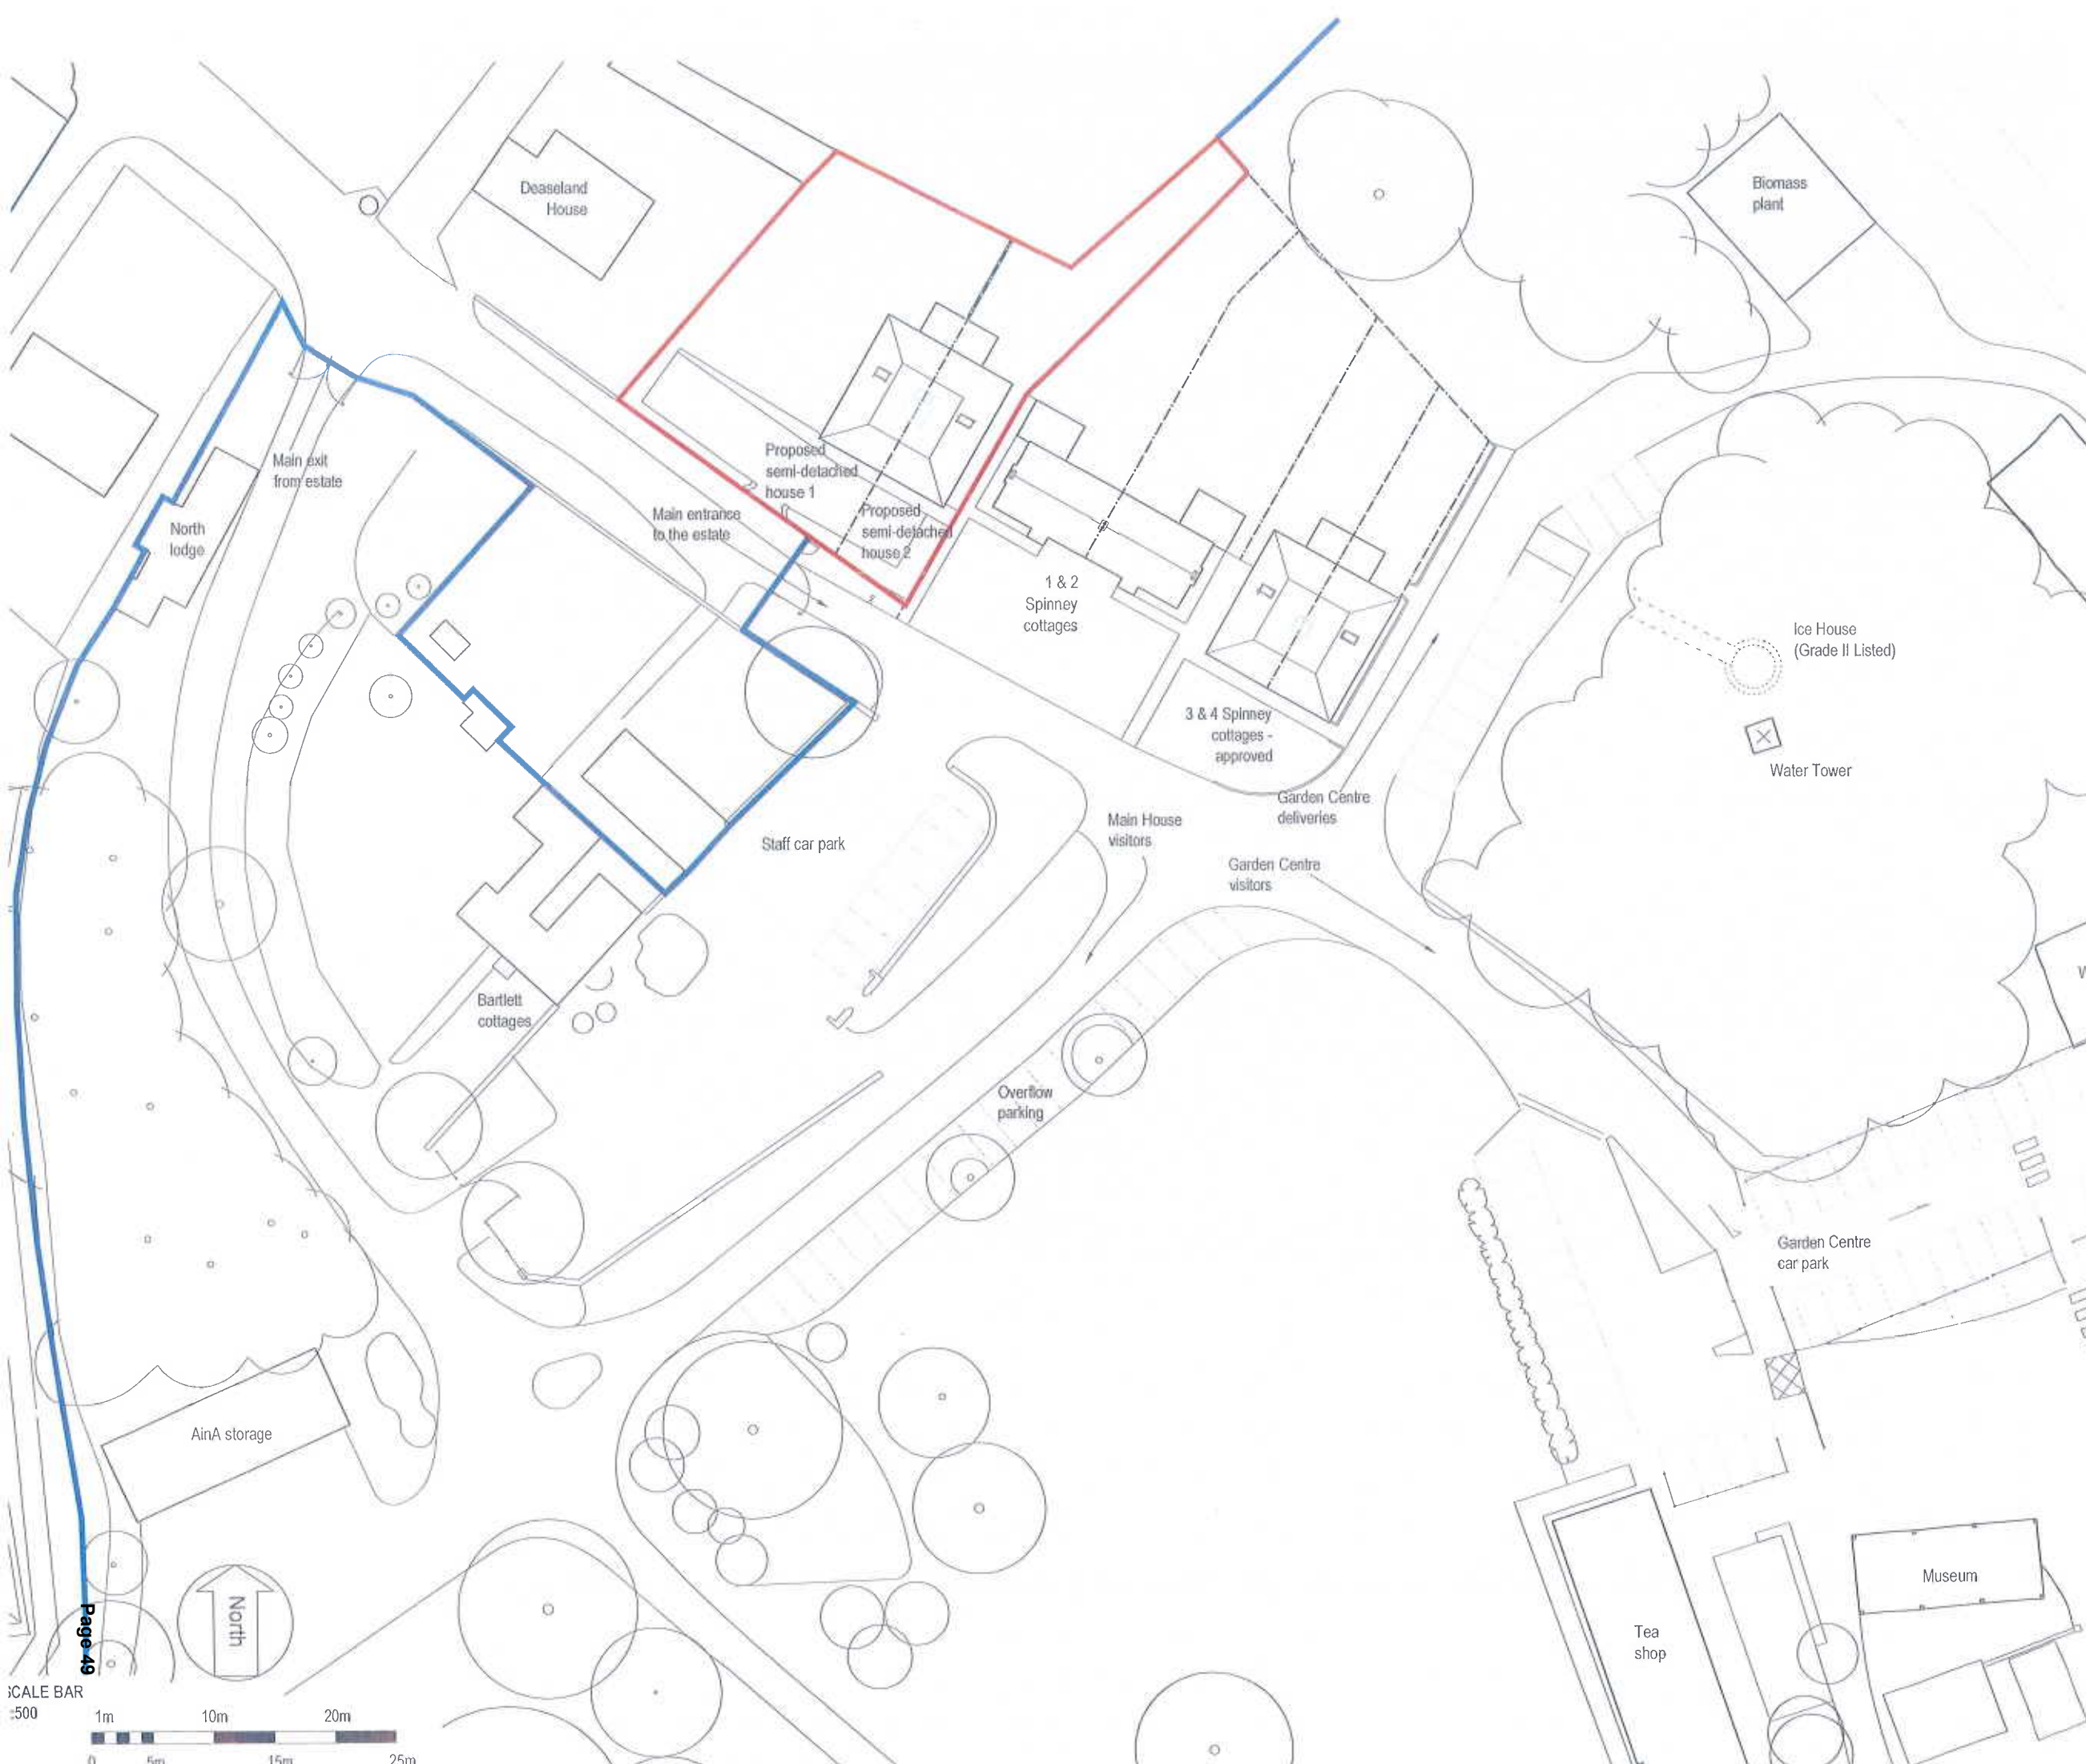 Deaseland
House
Biomass
plant
Main exit
from estate
North
lodge
Proposed
semi-detached
house 1
Main entrance
to the estate
Proposed
semi-detached
house 2
1 & 2
Spinney
cottages
Ice House
(Grade II Listed)
Water Tower
3 & 4 Spinney
cottages -
approved
Garden Centre
deliveries
Main House
visitors
Staff car park
Garden Centre
visitors
Bartlett
cottages
Overflow
parking
Garden Centre
car park
AinA storage
North
Page 49
Museum
Tea
shop
SCALE BAR
:500
1m 10m 20m
0 5m 15m 25m